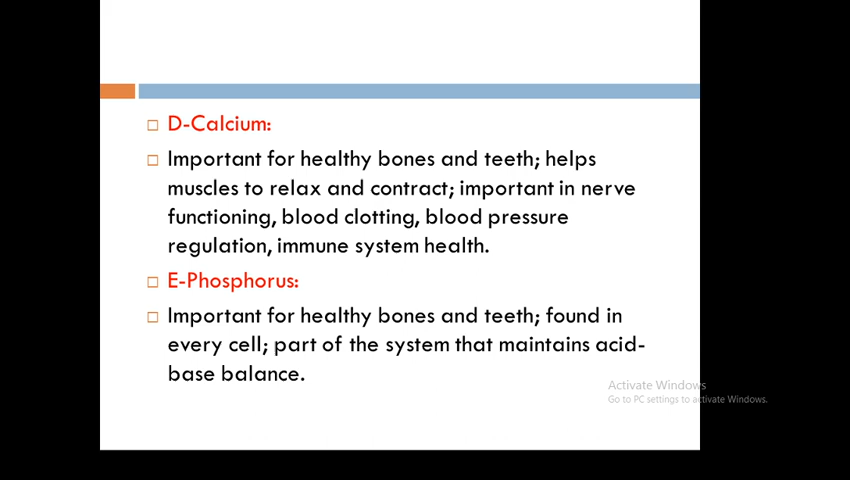 D-Calcium:
Important for healthy bones and teeth; helps
muscles to relax and contract; important in nerve
functioning, blood clotting, blood pressure
regulation, immune system health.
E-Phosphorus:
Important for healthy bones and teeth; found in
every cell; part of the system that maintains acid-
base balance.
Activate Windows
Go to PC settings to activate Windows.